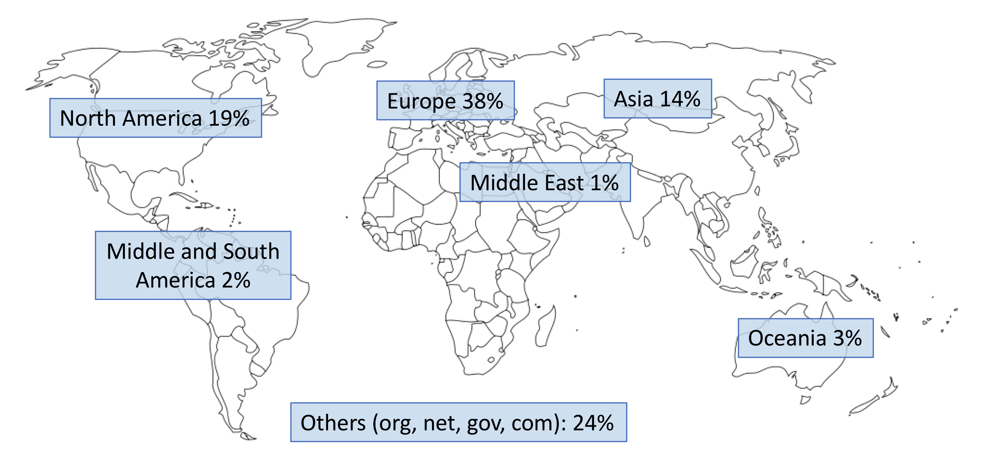 Europe 38%
Asia 14%
North America 19%
Middle East 1%
Middle and South
America 2%
Oceania 3%
Others (org, net, gov, com): 24%